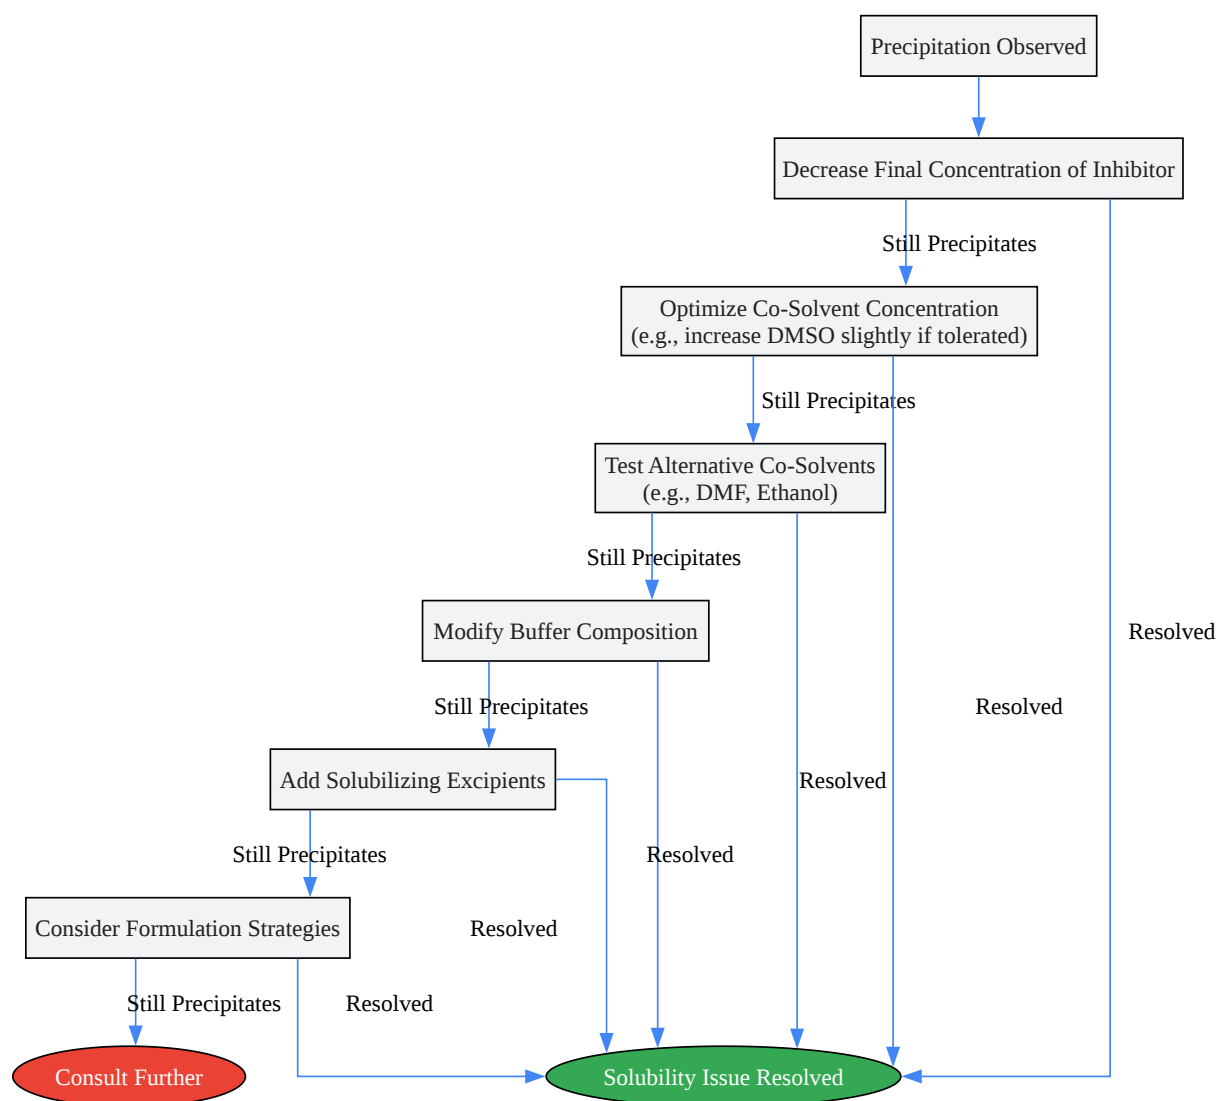 Precipitation Observed
Decrease Final Concentration of Inhibitor
Still Precipitates
Optimize Co-Solvent Concentration
(e.g., increase DMSO slightly if tolerated)
Still Precipitates
Test Alternative Co-Solvents
(e.g., DMF, Ethanol)
Still Precipitates
Modify Buffer Composition
Resolved
Still Precipitates
Resolved
Add Solubilizing Excipients
Resolved
Still Precipitates
Resolved
Consider Formulation Strategies
Resolved
Still Precipitates
Resolved
Consult Further
Solubility Issue Resolved